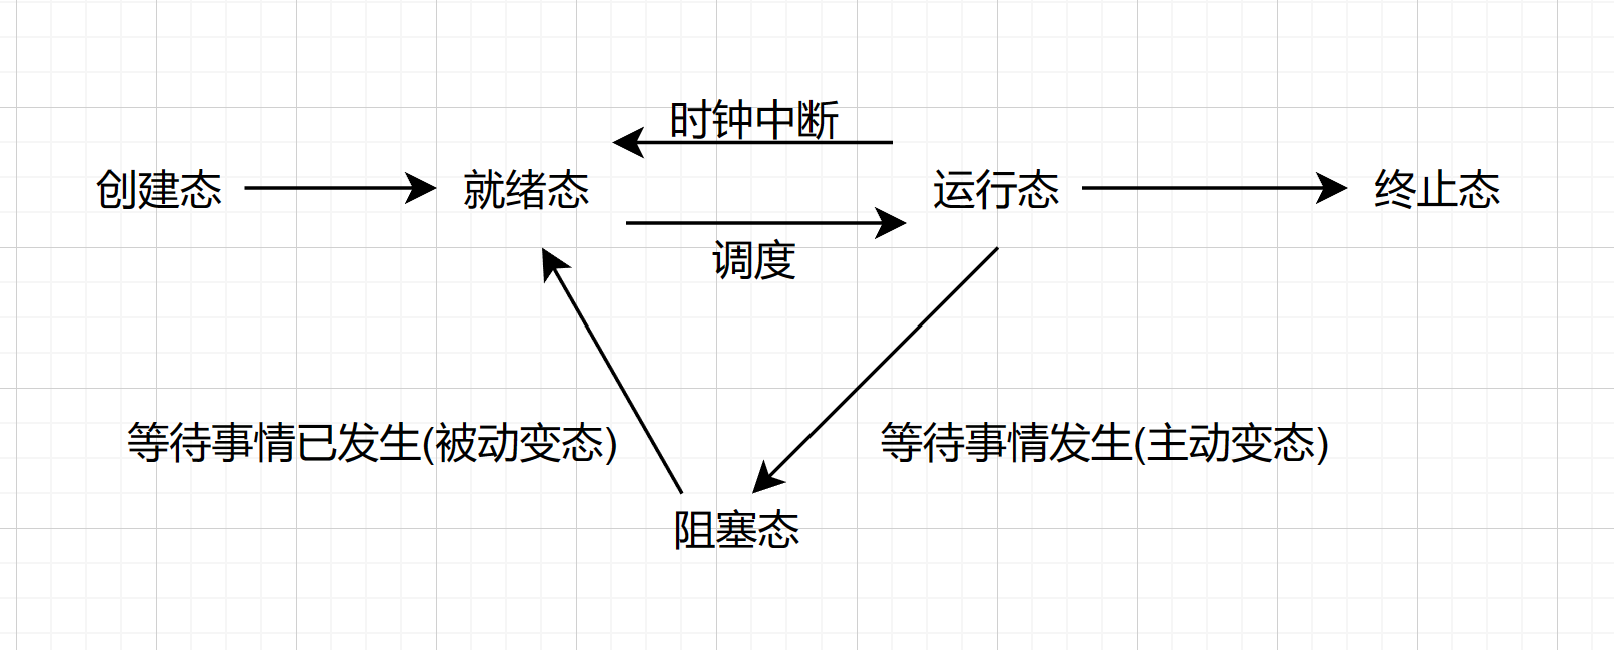 时钟中断
创建态
就绪态
运行态
终止态
调度
等待事情已发生(被动变态)
等待事情发生(主动变态)
阻塞态